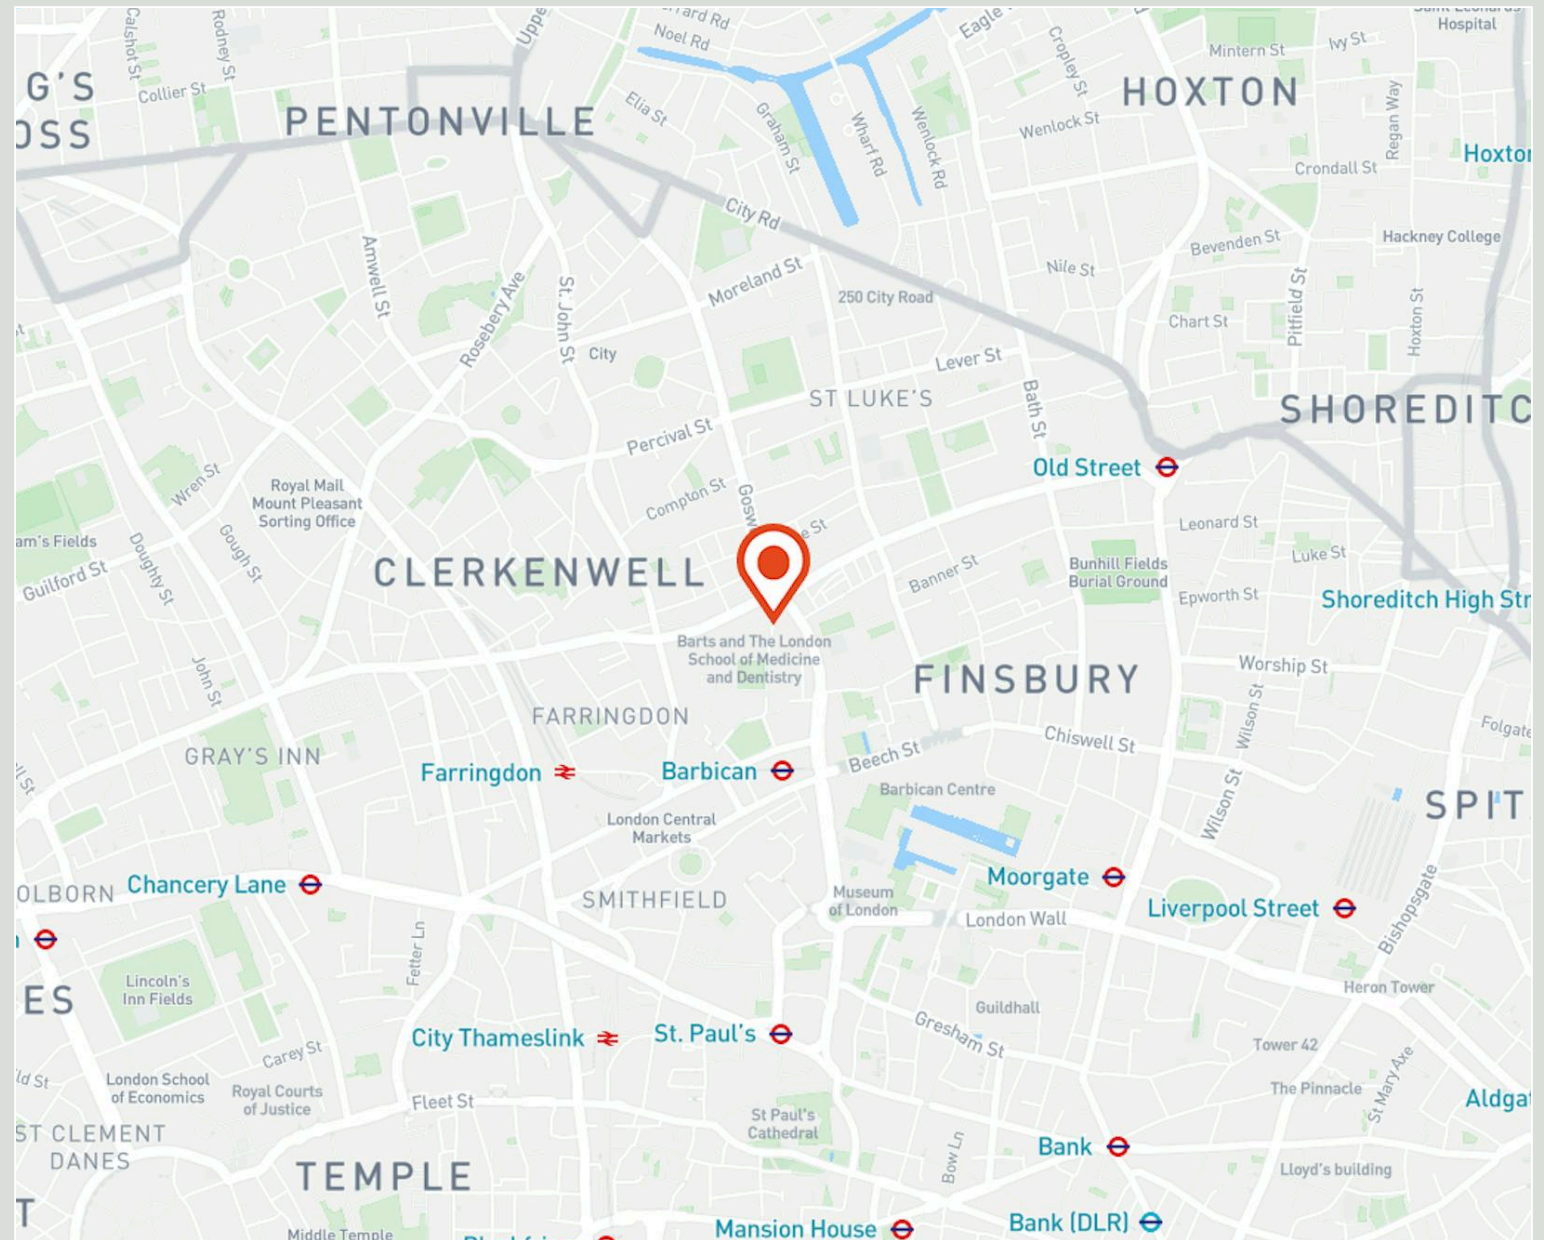 Calshot St
Rodney St
Upper
Noel Rd
Eagle
Cropley St
Mintern St
Ivy St
Hospital
G'S
OSS
Collier St
PENTONVILLE
Elia St
Graham St
Wharf Rd
Wenlock Rd
Wenlock St
HOXTON
Regan Way
Hoxton
Crondall St
City Rd
Amwell St
Rosebery Ave
St. John St
Moreland St
250 City Road
Nile St
Bevenden St
Hackney College
Pitfield St
Chart St
Hoxton St
City
Lever St
ST LUKE'S
Bath St
SHOREDITC
Percival St
Old Street
Wren St
Royal Mail
Mount Pleasant
Sorting Office
Compton St
Gosw
e St
Leonard St
Luke St
am's Fields
Guilford St
Doughty St
Gough St
CLERKENWELL
Banner St
Bunhill Fields
Burial Ground
Epworth St
Shoreditch High Str
Barts and The London
School of Medicine
and Dentistry
FINSBURY
Worship St
John St
FARRINGDON
Wilson St
Folgate
GRAY'S INN
Chiswell St
Farringdon
Barbican
Beech St
Barbican Centre
Wilson St
SPIT
London Central
Markets
Chancery Lane
OLBORN
SMITHFIELD
Museum
of London
Moorgate
London Wall
Liverpool Street
Bishopsgate
Fetter Ln
Lincoln's
Inn Fields
ES
Heron Tower
Guildhall
City Thameslink
St. Paul's
Gresham St
Tower 42
Carey St
ld St
London School
of Economics
Royal Courts
of Justice
Fleet St
The Pinnacle
St Mary Axe
Aldga
St Paul's
Cathedral
ST CLEMENT
DANES
Bow Ln
Bank
Lloyd's building
TEMPLE
T
Middle Temple
Mansion House
Bank (DLR)